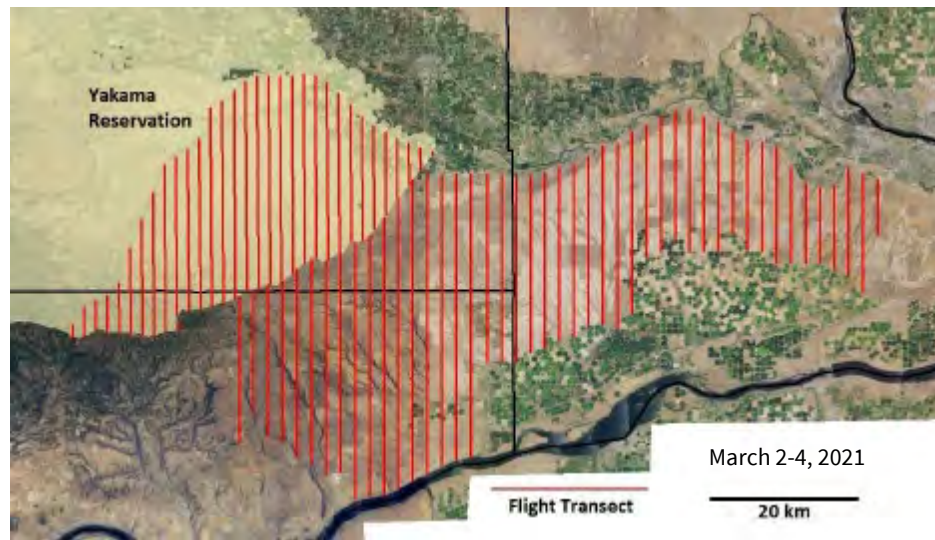 Yakama
Reservation
March 2-4, 2021
Flight Transect
20 km